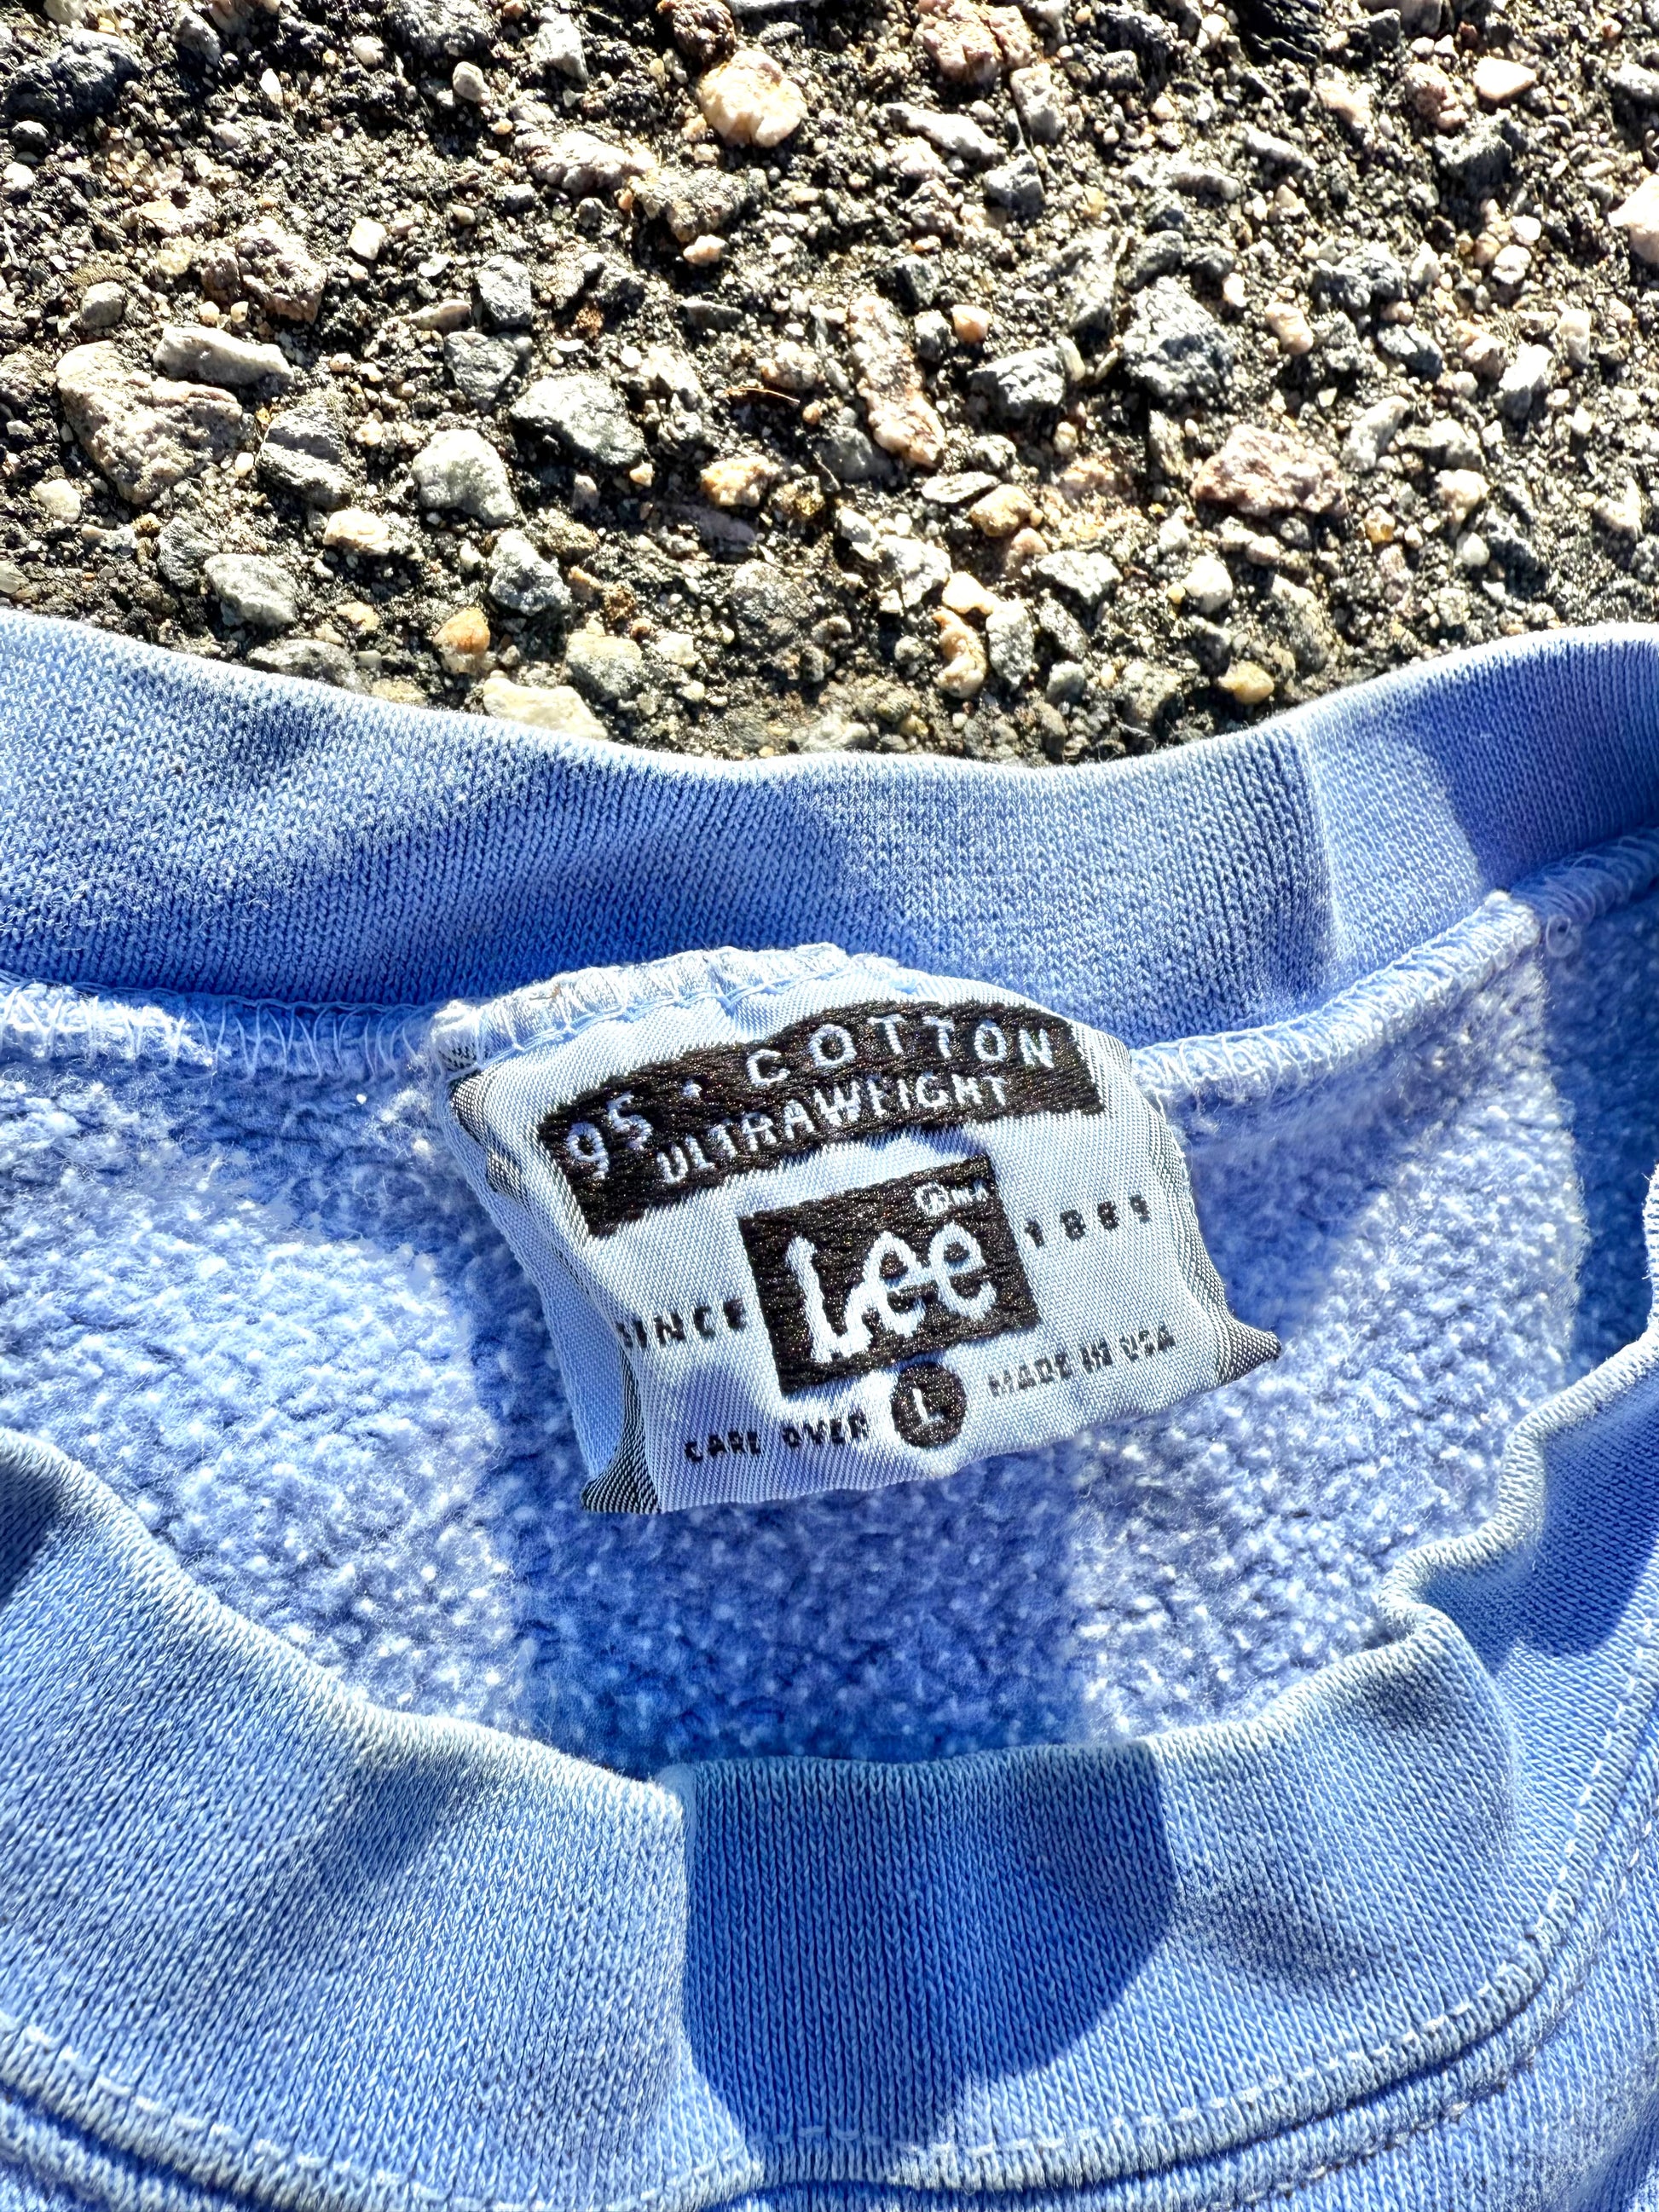 95% COTTON
ULTRAWEIGHT
Lee
SINCE 1889
L
CARE OVER MADE IN USA